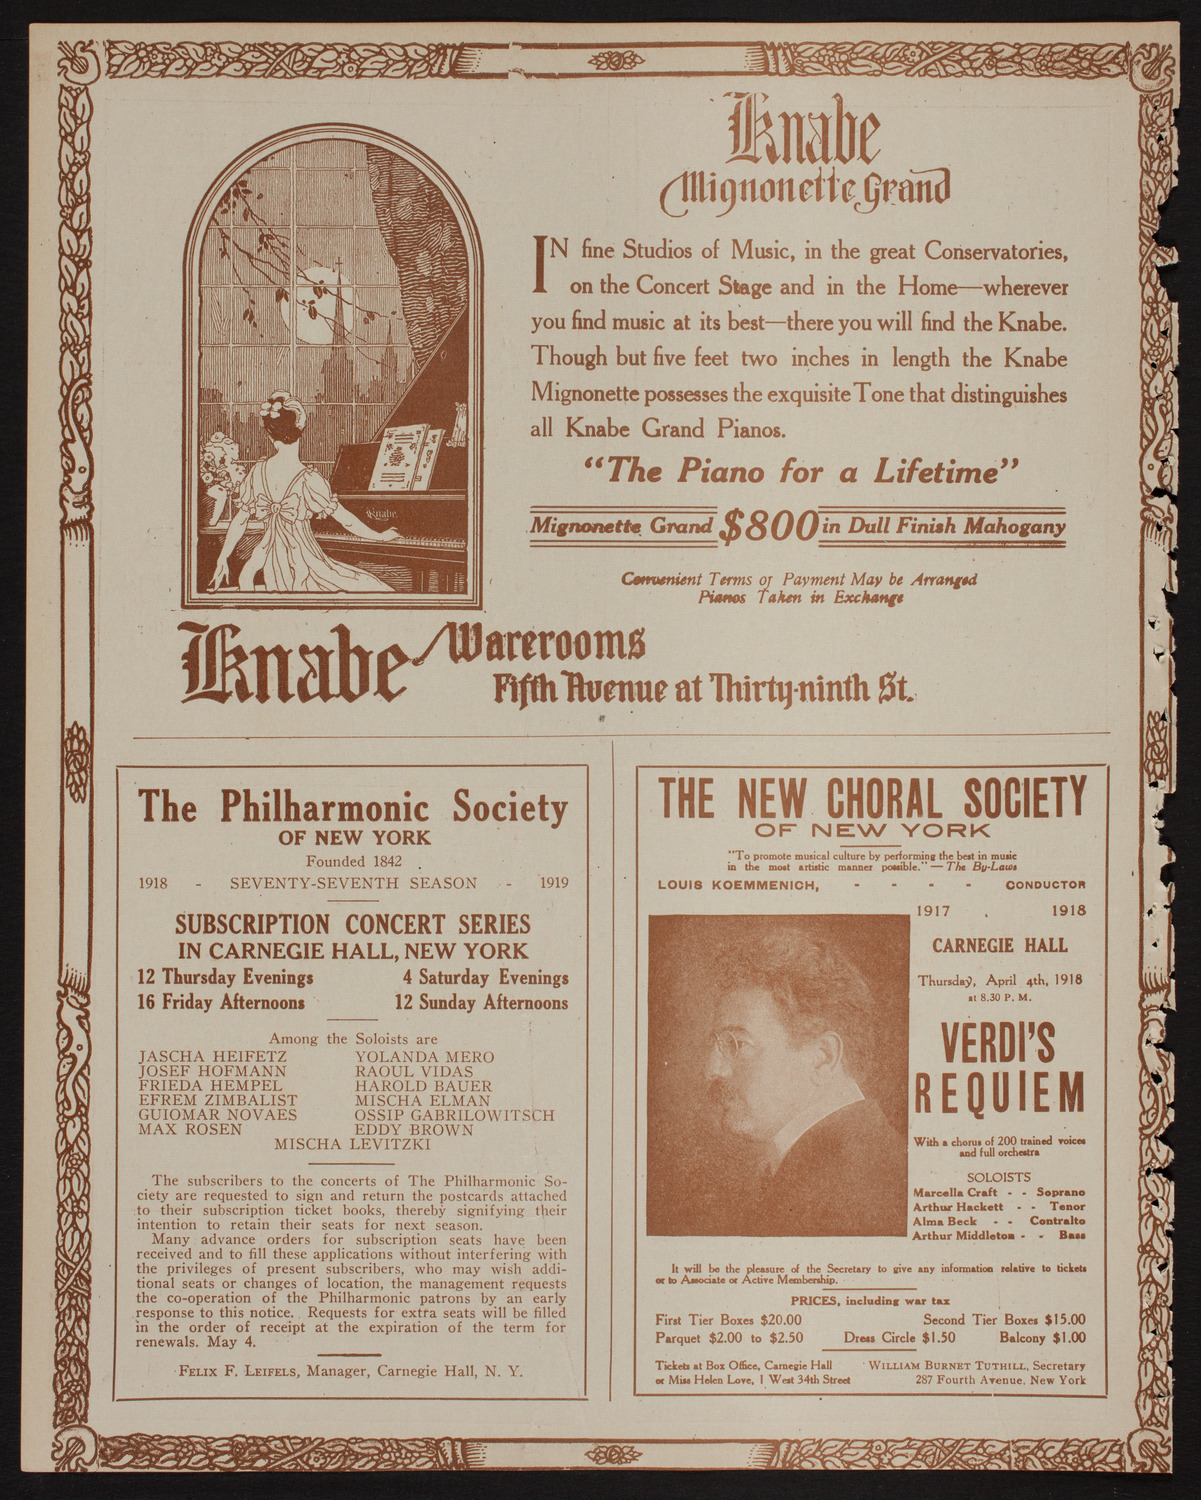 Knabe
Mignonette Grand
IN fine Studios of Music, in the great Conservatories,
on the Concert Stage and in the Home—wherever
you find music at its best—there you will find the Knabe.
Though but five feet two inches in length the Knabe
Mignonette possesses the exquisite Tone that distinguishes
all Knabe Grand Pianos.
"The Piano for a Lifetime"
Mignonette Grand $800 in Dull Finish Mahogany
Convenient Terms of Payment May be Arranged
Pianos Taken in Exchange
Knabe
Knabe Warerooms
Fifth Avenue at Thirty-ninth St.
The Philharmonic Society
OF NEW YORK
Founded 1842
1918 - SEVENTY-SEVENTH SEASON - 1919
SUBSCRIPTION CONCERT SERIES
IN CARNEGIE HALL, NEW YORK
12 Thursday Evenings 4 Saturday Evenings
16 Friday Afternoons 12 Sunday Afternoons
Among the Soloists are
JASCHA HEIFETZ YOLANDA MERO
JOSEF HOFMANN RAOUL VIDAS
FRIEDA HEMPEL HAROLD BAUER
EFREM ZIMBALIST MISCHA ELMAN
GUIOMAR NOVAES OSSIP GABRILOWITSCH
MAX ROSEN EDDY BROWN
MISCHA LEVITZKI
The subscribers to the concerts of The Philharmonic So-
ciety are requested to sign and return the postcards attached
to their subscription ticket books, thereby signifying their
intention to retain their seats for next season.
Many advance orders for subscription seats have been
received and to fill these applications without interfering with
the privileges of present subscribers, who may wish addi-
tional seats or changes of location, the management requests
the co-operation of the Philharmonic patrons by an early
response to this notice. Requests for extra seats will be filled
in the order of receipt at the expiration of the term for
renewals. May 4.
FELIX F. LEIFELS, Manager, Carnegie Hall, N. Y.
THE NEW CHORAL SOCIETY
OF NEW YORK
"To promote musical culture by performing the best in music
in the most artistic manner possible."—The By-Laws
LOUIS KOEMMENICH, - - - - CONDUCTOR
1917 1918
CARNEGIE HALL
Thursday, April 4th, 1918
at 8.30 P. M.
VERDI'S
REQUIEM
With a chorus of 200 trained voices
and full orchestra
SOLOISTS
Marcella Craft - - Soprano
Arthur Hackett - - Tenor
Alma Beck - - Contralto
Arthur Middleton - - Bass
It will be the pleasure of the Secretary to give any information relative to tickets
or to Associate or Active Membership.
PRICES, including war tax
First Tier Boxes $20.00 Second Tier Boxes $15.00
Parquet $2.00 to $2.50 Dress Circle $1.50 Balcony $1.00
Tickets at Box Office, Carnegie Hall WILLIAM BURNET TUTHILL, Secretary
or Miss Helen Love, 1 West 34th Street 287 Fourth Avenue, New York